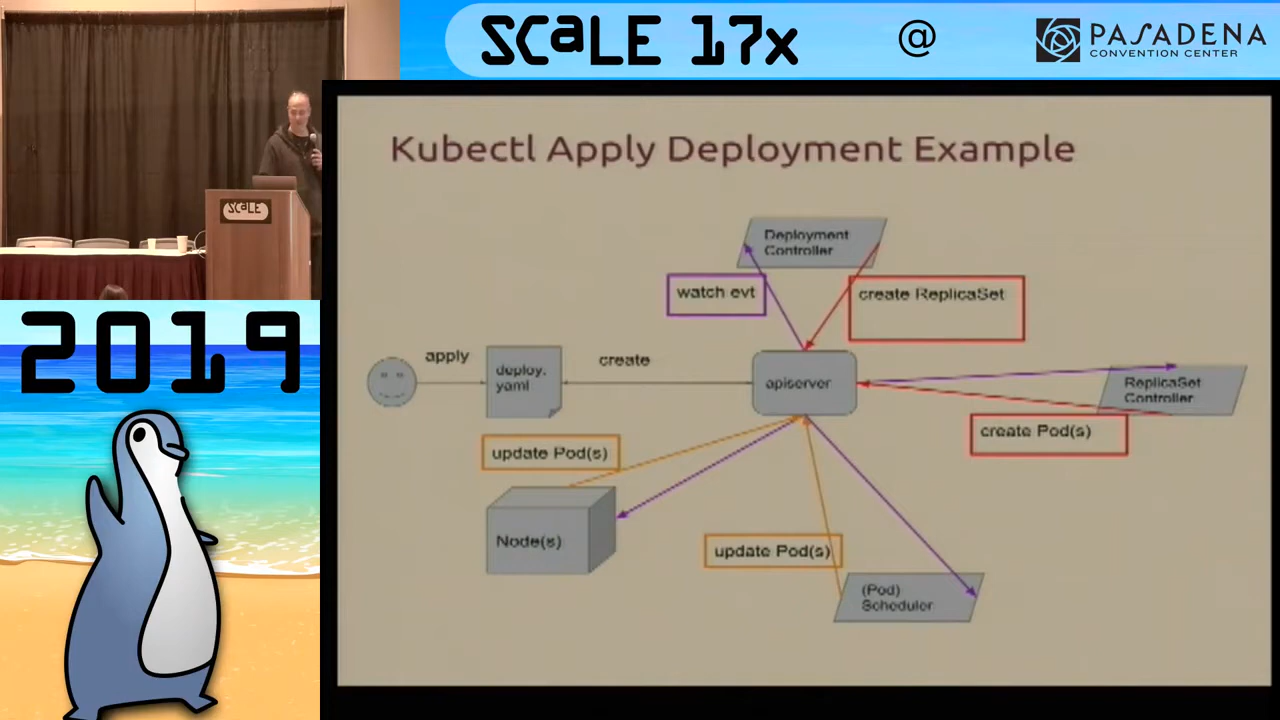 SCaLE 17x
@
PASADENA
CONVENTION CENTER
SCaLE
2019
Kubectl Apply Deployment Example
Deployment
Controller
watch evt
create ReplicaSet
apply
deploy.
yaml
create
apiserver
ReplicaSet
Controller
create Pod(s)
update Pod(s)
Node(s)
update Pod(s)
(Pod)
Scheduler